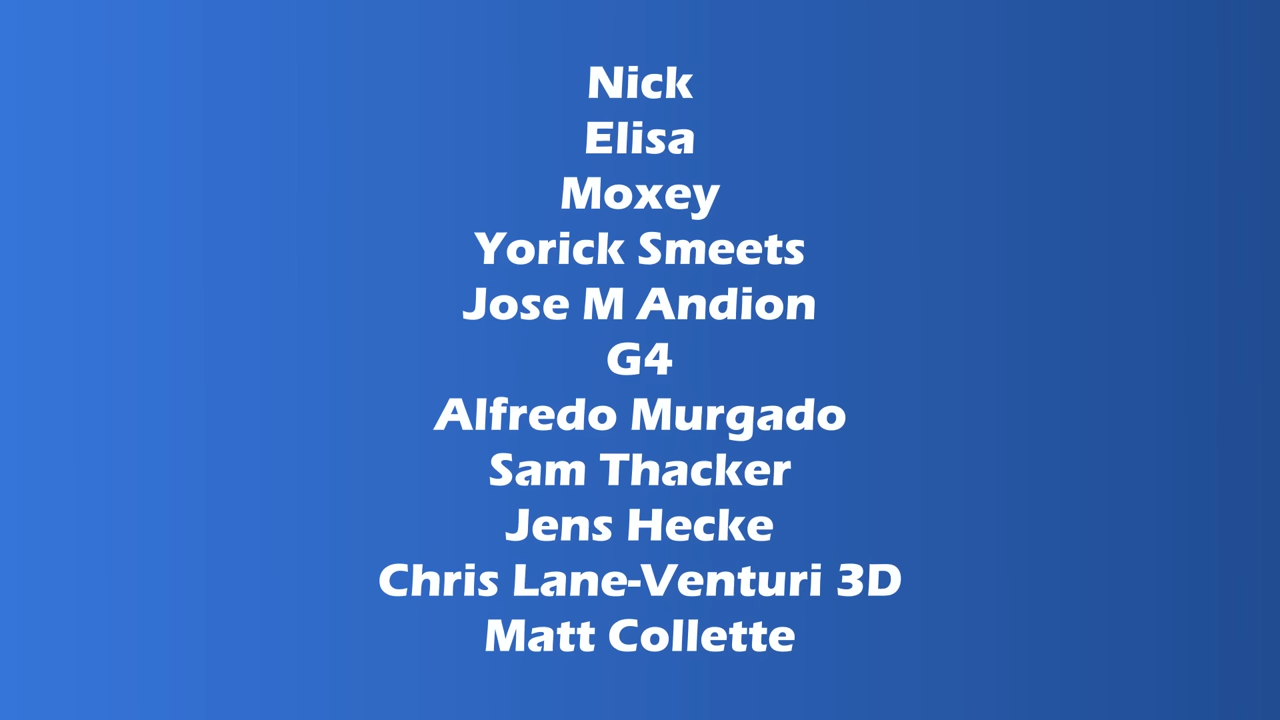 Nick
Elisa
Moxey
Yorick Smeets
Jose M Andion
G4
Alfredo Murgado
Sam Thacker
Jens Hecke
Chris Lane-Venturi 3D
Matt Collette